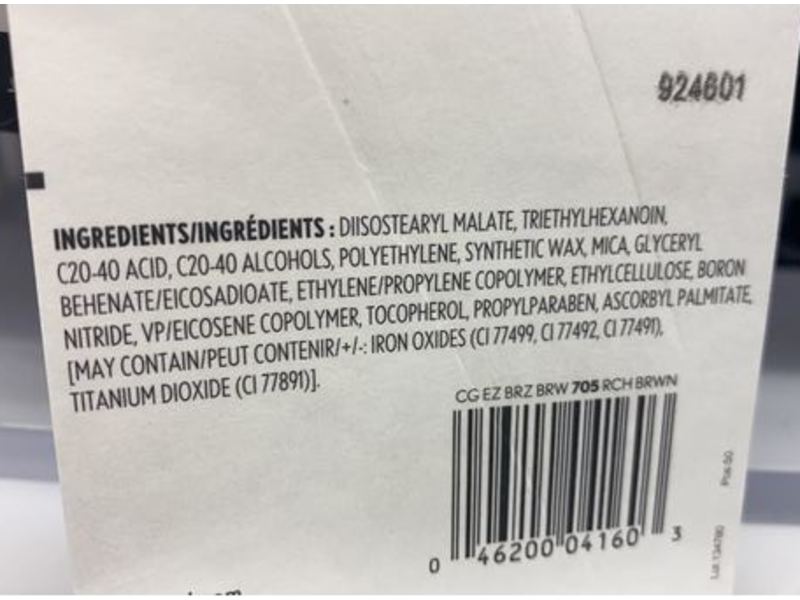 924601
INGREDIENTS/INGRÉDIENTS : DIISOSTEARYL MALATE, TRIETHYLHEXANOIN,
C20-40 ACID, C20-40 ALCOHOLS, POLYETHYLENE, SYNTHETIC WAX, MICA, GLYCERYL
BEHENATE/EICOSADIOATE, ETHYLENE/PROPYLENE COPOLYMER, ETHYLCELLULOSE, BORON
NITRIDE, VP/EICOSENE COPOLYMER, TOCOPHEROL, PROPYLPARABEN, ASCORBYL PALMITATE,
[MAY CONTAIN/PEUT CONTENIR/+/-: IRON OXIDES (CI 77499, CI 77492, CI 77491),
TITANIUM DIOXIDE (CI 77891)].
CG EZ BRZ BRW 705 RCH BRWN
0 46200 04160 3